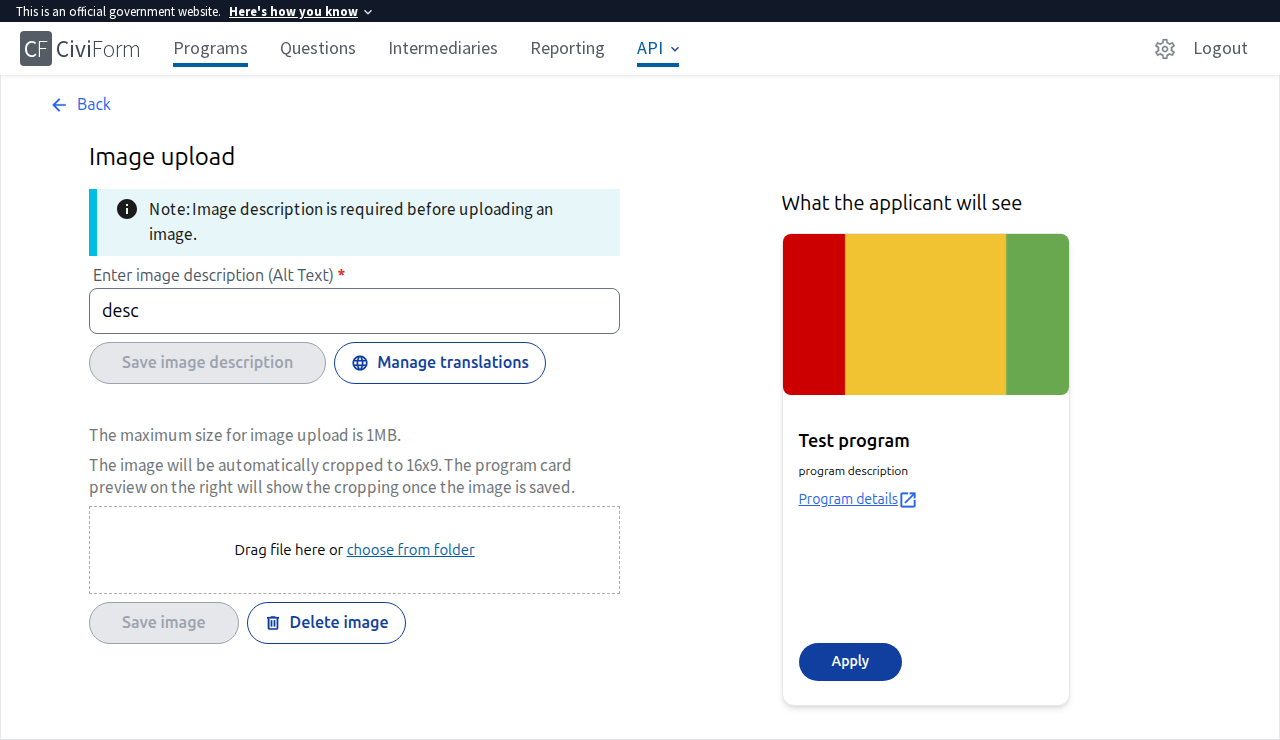 This is an official government website. Here's how you know
CF CiviForm Programs Questions Intermediaries Reporting API Logout
Back
Image upload
Note: Image description is required before uploading an
image.
Enter image description (Alt Text) *
desc
Save image description Manage translations
The maximum size for image upload is 1MB.
The image will be automatically cropped to 16x9. The program card
preview on the right will show the cropping once the image is saved.
Drag file here or choose from folder
Save image Delete image
What the applicant will see
Test program
program description
Program details
Apply